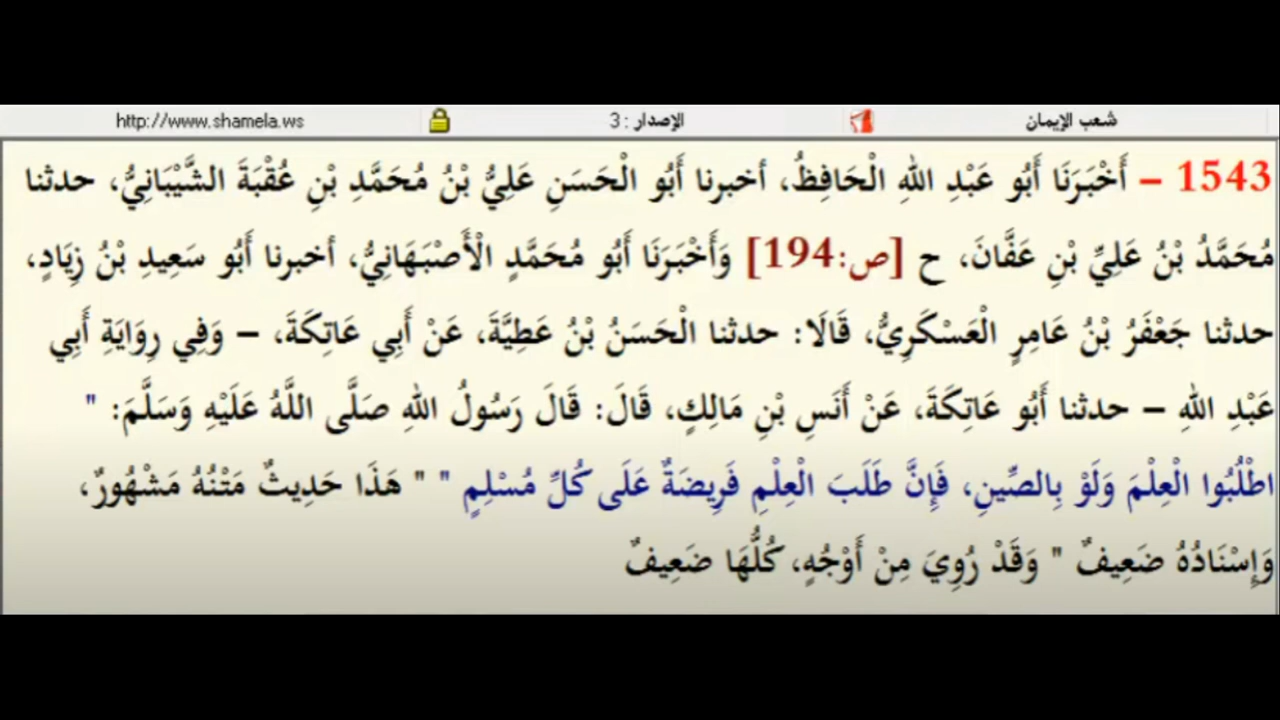 شعب الإيمان الإصدار : 3 http://www.shamela.ws
1543 – أَخْبَرَنَا أَبُو عَبْدِ اللهِ الْحَافِظُ، أخبرنا أَبُو الْحَسَنِ عَلِيُّ بْنُ مُحَمَّدِ بْنِ عُقْبَةَ الشَّيْبَانِيُّ، حدثنا
مُحَمَّدُ بْنُ عَلِيِّ بْنِ عَفَّانَ، ح [ص:194] وَأَخْبَرَنَا أَبُو مُحَمَّدٍ الْأَصْبَهَانِيُّ، أخبرنا أَبُو سَعِيدِ بْنُ زِيَادٍ،
حدثنا جَعْفَرُ بْنُ عَامِرٍ الْعَسْكَرِيُّ، قَالَا: حدثنا الْحَسَنُ بْنُ عَطِيَّةَ، عَنْ أَبِي عَاتِكَةَ، – وَفِي رِوَايَةِ أَبِي
عَبْدِ اللهِ – حدثنا أَبُو عَاتِكَةَ، عَنْ أَنَسِ بْنِ مَالِكٍ، قَالَ: قَالَ رَسُولُ اللهِ صَلَّى اللَّهُ عَلَيْهِ وَسَلَّمَ: "
اطْلُبُوا الْعِلْمَ وَلَوْ بِالصِّينِ، فَإِنَّ طَلَبَ الْعِلْمِ فَرِيضَةٌ عَلَى كُلِّ مُسْلِمٍ " " هَذَا حَدِيثٌ مَتْنُهُ مَشْهُورٌ،
وَإِسْنَادُهُ ضَعِيفٌ " وَقَدْ رُوِيَ مِنْ أَوْجُهٍ، كُلُّهَا ضَعِيفٌ